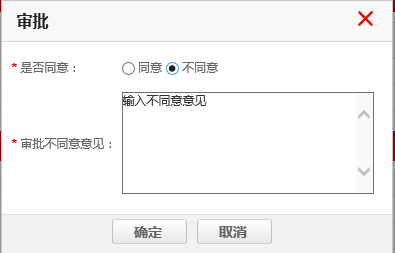 审批
* 是否同意： 同意 不同意
输入不同意意见
* 审批不同意意见：
确定 取消